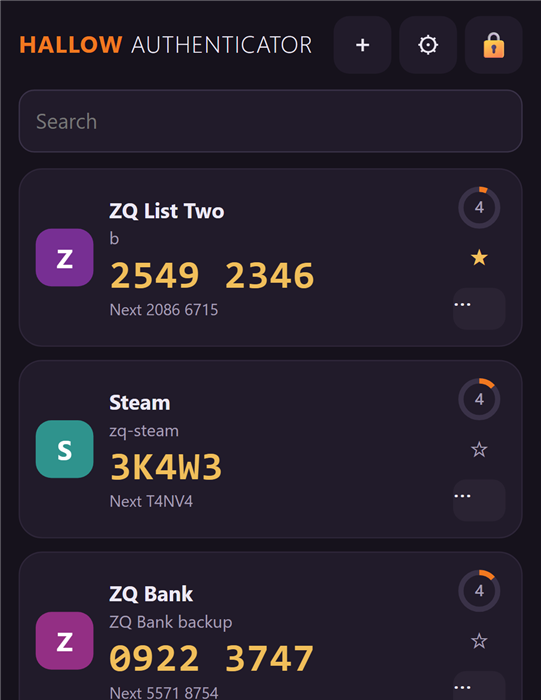 HALLOW AUTHENTICATOR
+
Search
ZQ List Two
b
2549 2346
Next 2086 6715
Z
4
★
...
Steam
zq-steam
3K4W3
Next T4NV4
S
4
☆
...
ZQ Bank
ZQ Bank backup
0922 3747
Next 5571 8754
Z
4
☆
...